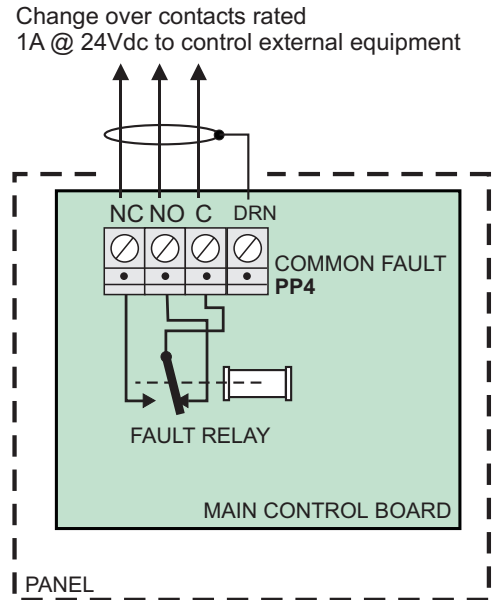 Change over contacts rated
1A @ 24Vdc to control external equipment
NC NO C DRN
COMMON FAULT
PP4
FAULT RELAY
MAIN CONTROL BOARD
PANEL